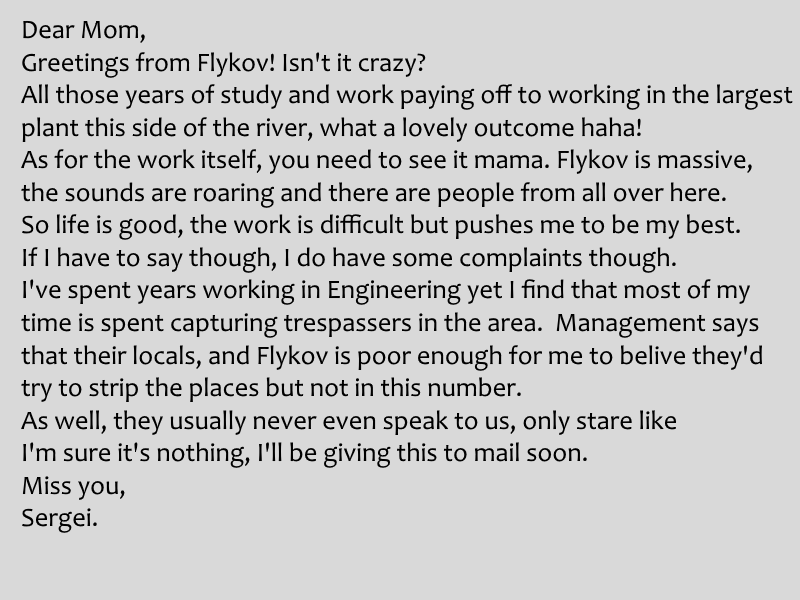 Dear Mom,
Greetings from Flykov! Isn't it crazy?
All those years of study and work paying off to working in the largest
plant this side of the river, what a lovely outcome haha!
As for the work itself, you need to see it mama. Flykov is massive,
the sounds are roaring and there are people from all over here.
So life is good, the work is difficult but pushes me to be my best.
If I have to say though, I do have some complaints though.
I've spent years working in Engineering yet I find that most of my
time is spent capturing trespassers in the area.  Management says
that their locals, and Flykov is poor enough for me to belive they'd
try to strip the places but not in this number.
As well, they usually never even speak to us, only stare like
I'm sure it's nothing, I'll be giving this to mail soon.
Miss you,
Sergei.